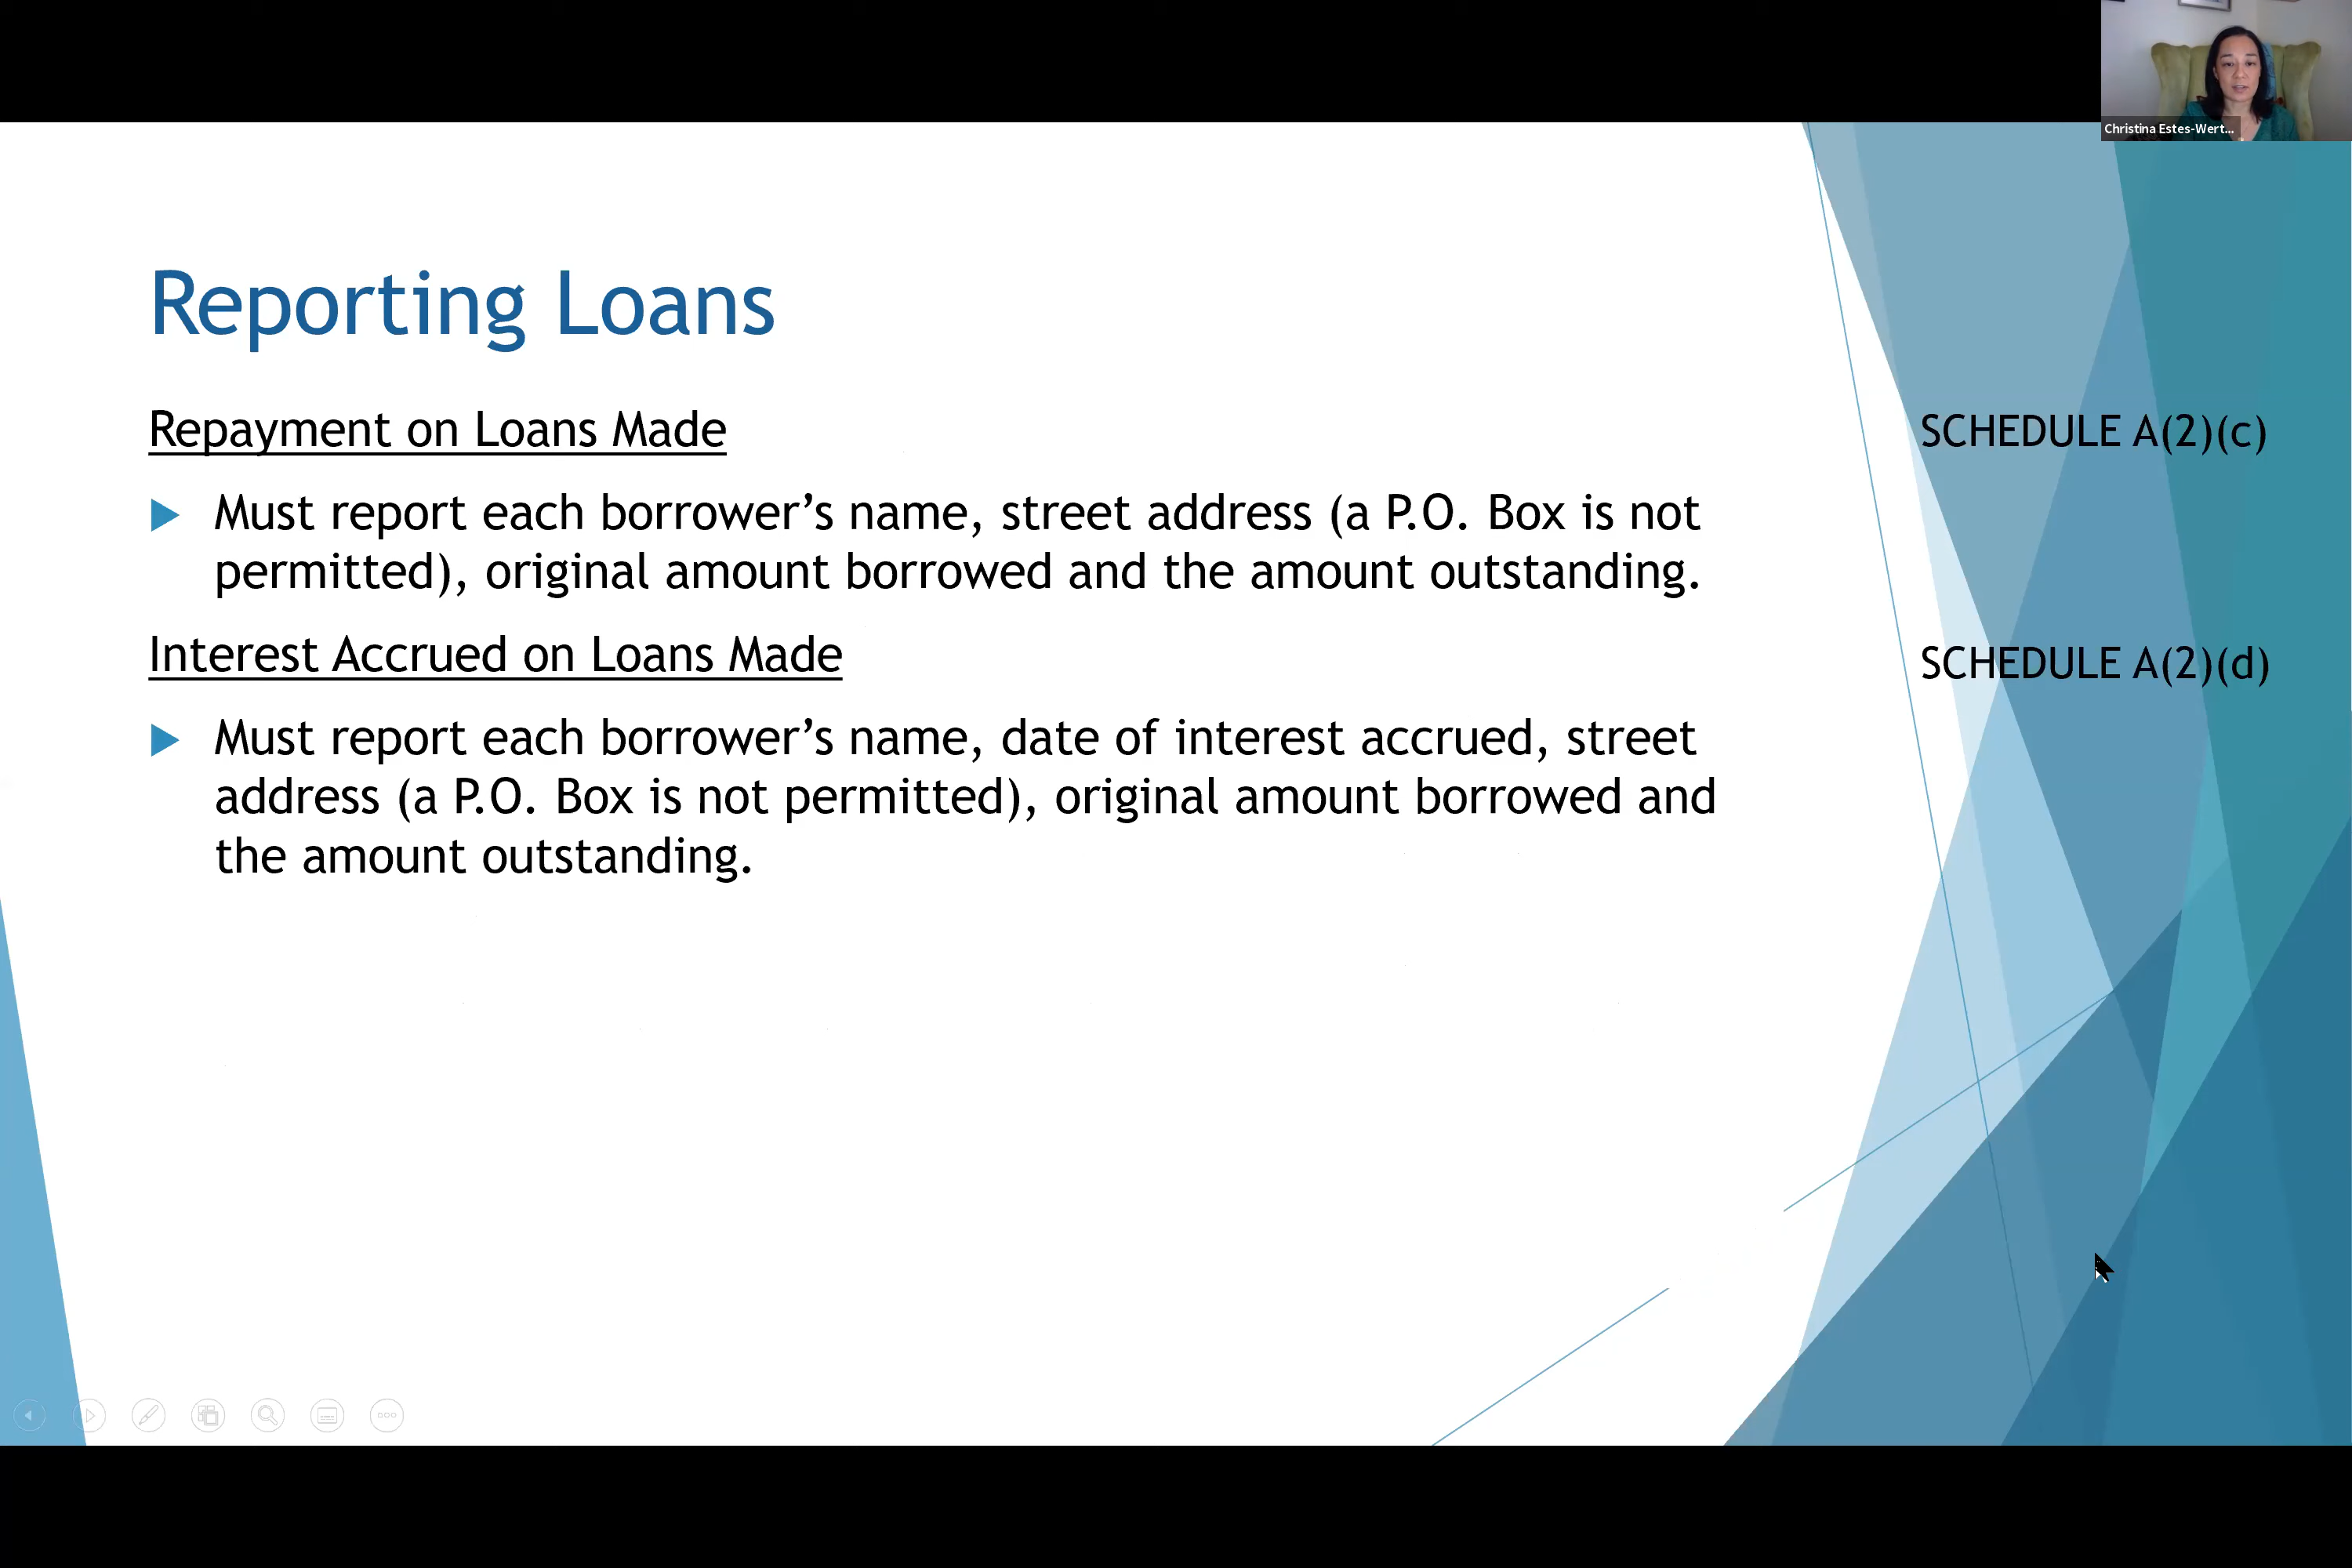 Christina Estes-Wert...
Reporting Loans
Repayment on Loans Made
SCHEDULE A(2)(c)
Must report each borrower’s name, street address (a P.O. Box is not
permitted), original amount borrowed and the amount outstanding.
Interest Accrued on Loans Made
SCHEDULE A(2)(d)
Must report each borrower’s name, date of interest accrued, street
address (a P.O. Box is not permitted), original amount borrowed and
the amount outstanding.